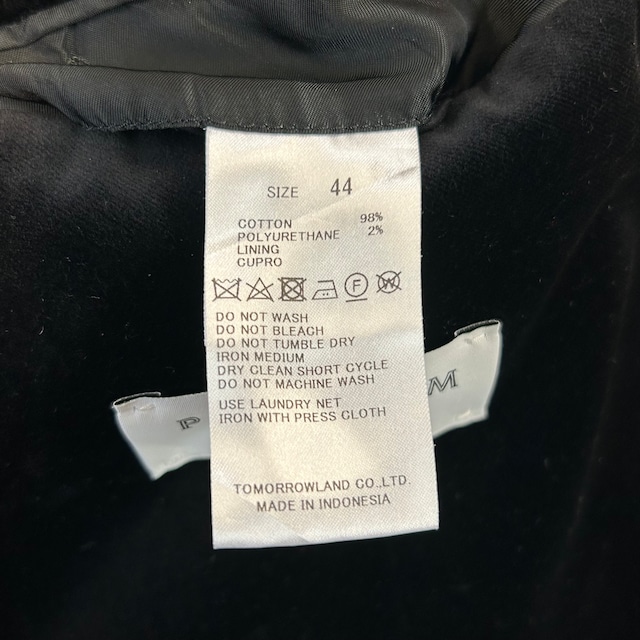 SIZE 44
COTTON 98%
POLYURETHANE 2%
LINING
CUPRO
F W
DO NOT WASH
DO NOT BLEACH
DO NOT TUMBLE DRY
IRON MEDIUM
DRY CLEAN SHORT CYCLE
DO NOT MACHINE WASH
USE LAUNDRY NET
IRON WITH PRESS CLOTH
TOMORROWLAND CO.,LTD.
MADE IN INDONESIA